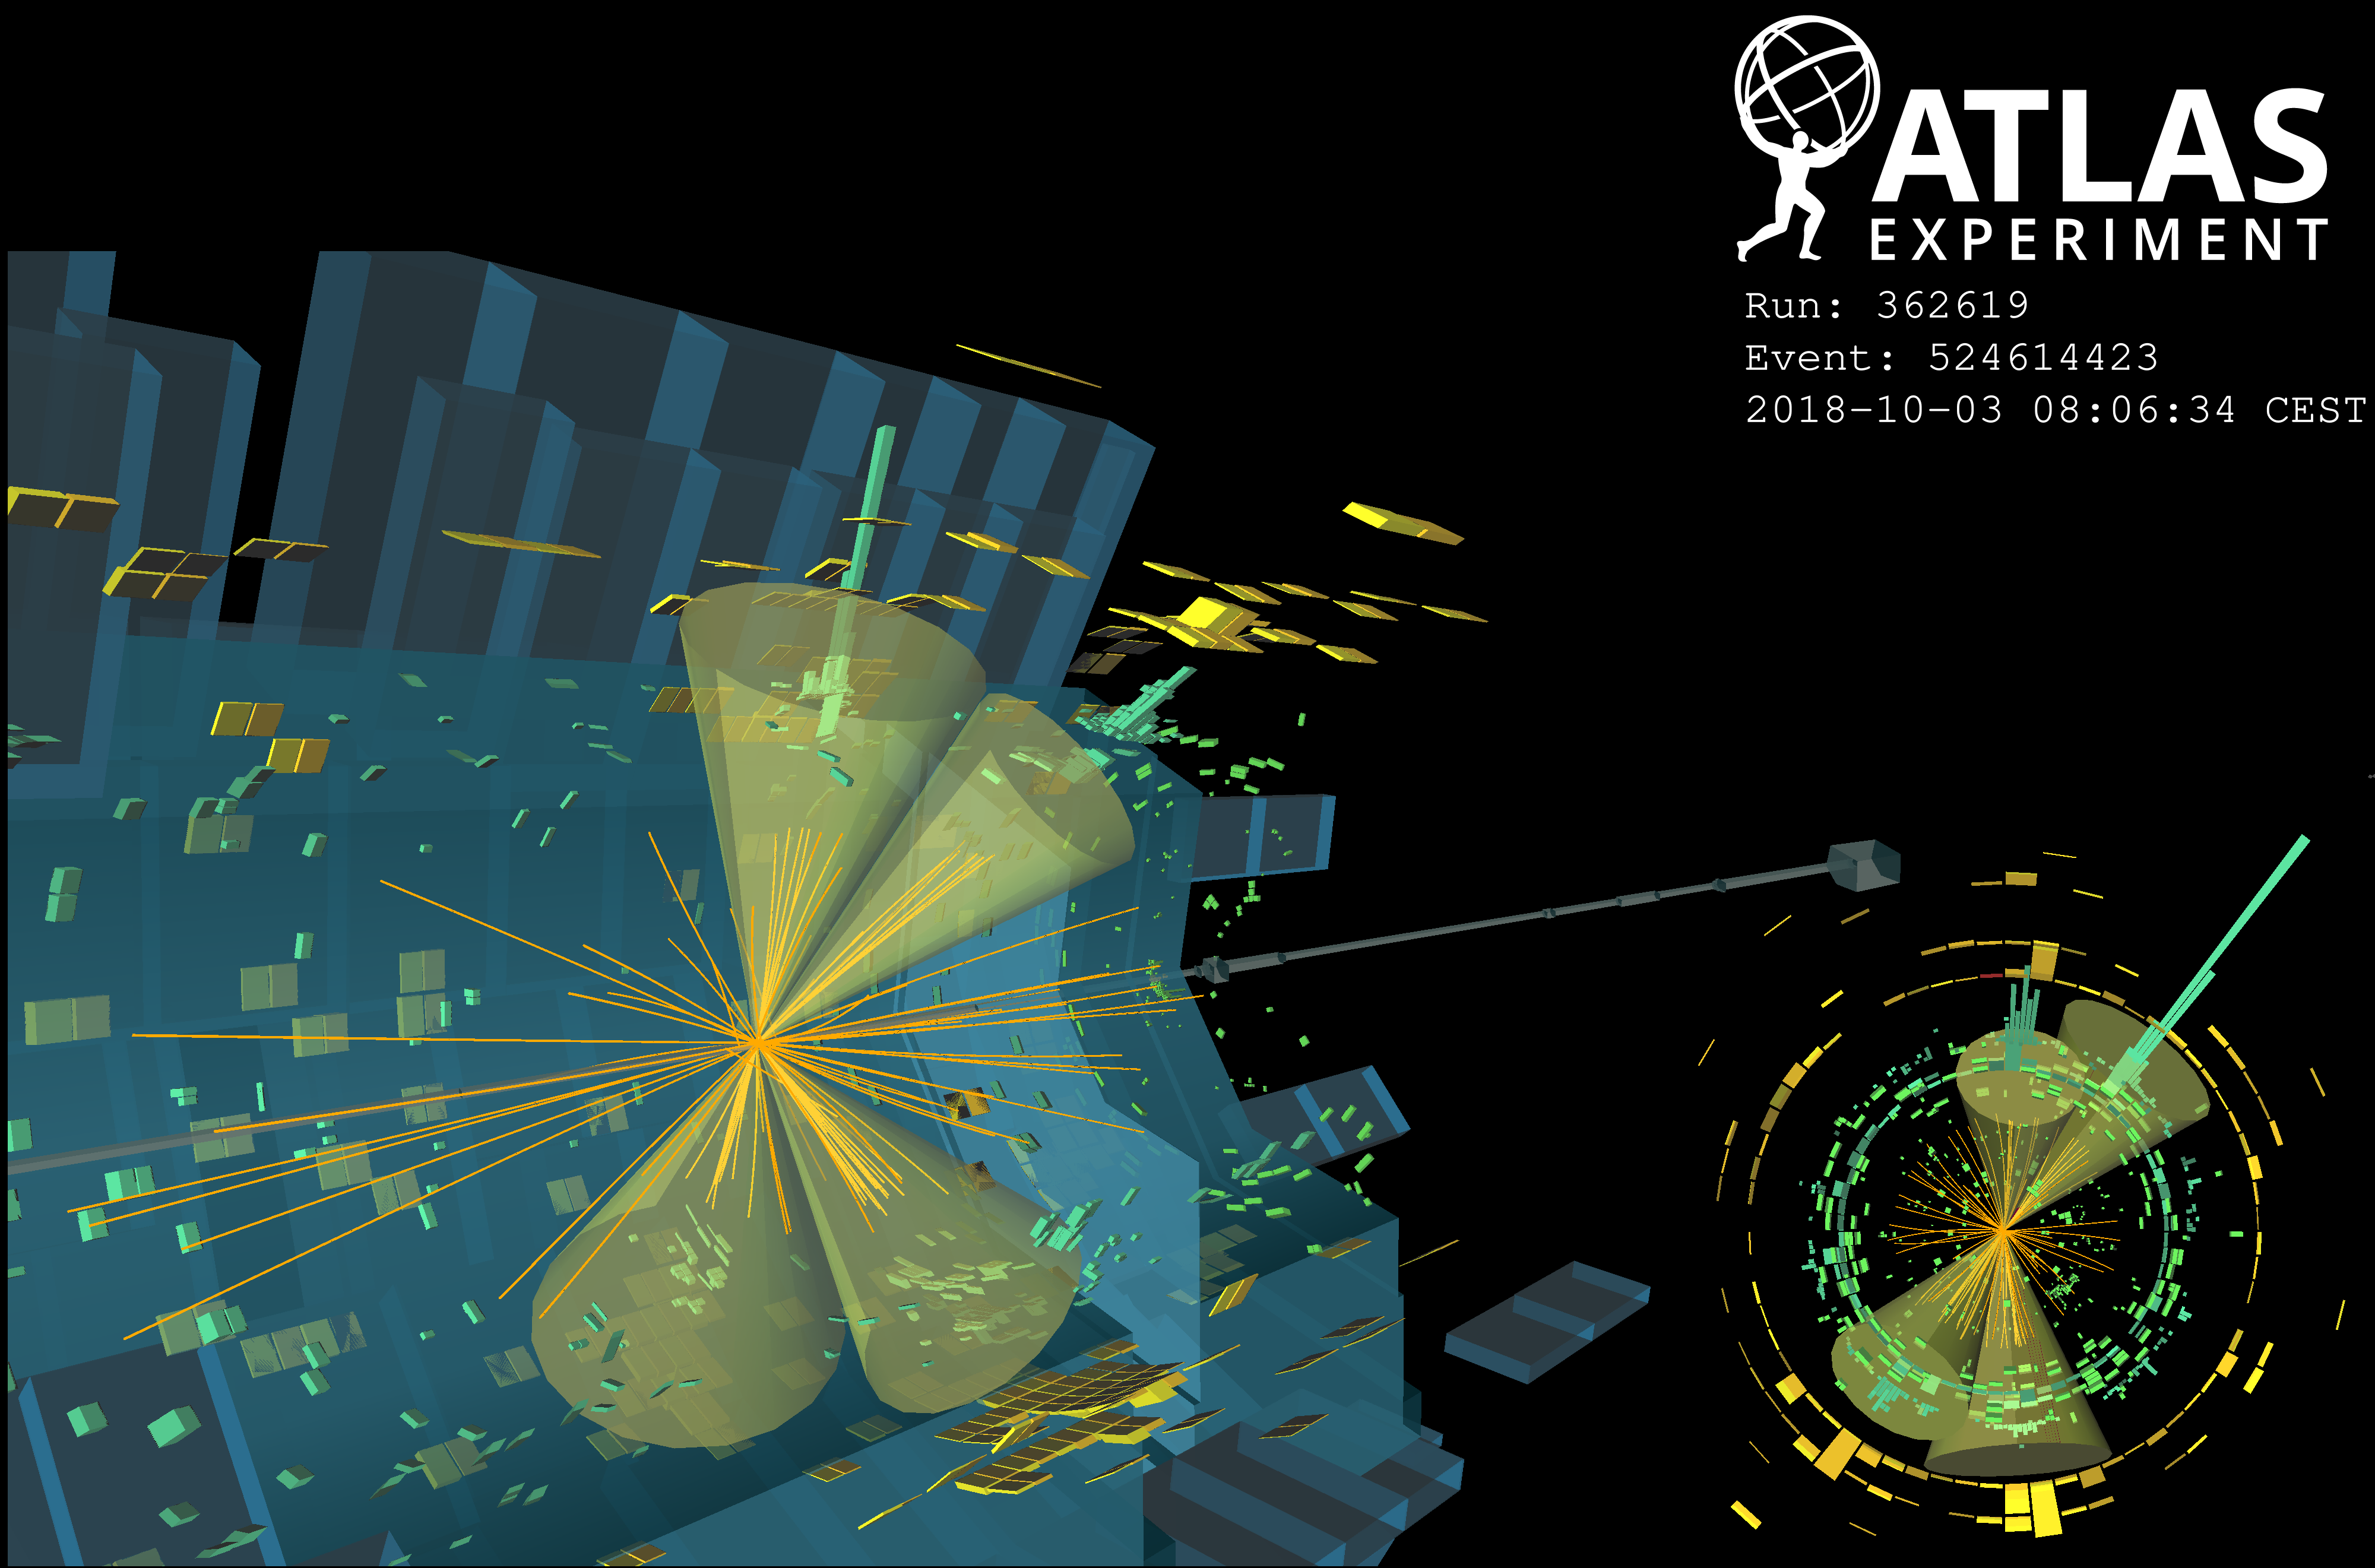 ATLAS
EXPERIMENT
Run: 362619
Event: 524614423
2018-10-03 08:06:34 CEST